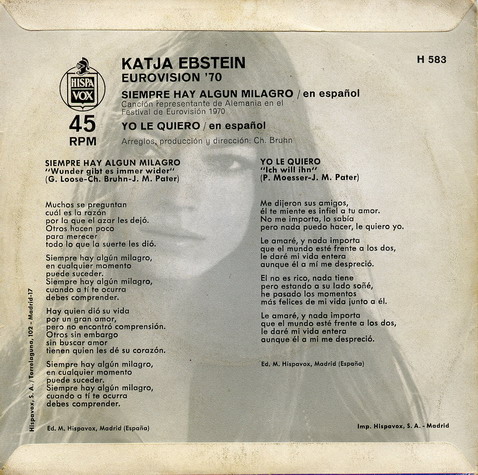 HISPA
VOX
45
RPM
KATJA EBSTEIN
EUROVISION '70
H 583
SIEMPRE HAY ALGUN MILAGRO / en español
Canción representante de Alemania en el
Festival de Eurovisión 1970
YO LE QUIERO / en español
Arreglos, producción y dirección: Ch. Bruhn
SIEMPRE HAY ALGUN MILAGRO
"Wunder gibt es immer wider"
(G. Loose-Ch. Bruhn-J. M. Pater)
Muchos se preguntan
cuál es la razón
por la que el azar les dejó.
Otros hacen poco
para merecer
todo lo que la suerte les dió.
Siempre hay algún milagro,
en cualquier momento
puede suceder.
Siempre hay algún milagro,
cuando a tí te ocurra
debes comprender.
Hay quien dió su vida
por un gran amor,
pero no encontró comprensión.
Otros sin embargo
sin buscar amor
tienen quien les dé su corazón.
Siempre hay algún milagro,
en cualquier momento
puede suceder.
Siempre hay algún milagro,
cuando a tí te ocurra
debes comprender.
Ed. M. Hispavox, Madrid (España)
YO LE QUIERO
"Ich will ihn"
(P. Moesser-J. M. Pater)
Me dijeron sus amigos,
él te miente es infiel a tu amor.
No me importa, lo sabía
pero nada puedo hacer, le quiero yo.
Le amaré, y nada importa
que el mundo esté frente a los dos,
le daré mi vida entera
aunque él a mí me despreció.
El no es rico, nada tiene
pero estando a su lado soñé,
he pasado los momentos
más felices de mi vida junto a él.
Le amaré, y nada importa
que el mundo esté frente a los dos,
le daré mi vida entera
aunque él a mí me despreció.
Ed. M. Hispavox, Madrid (España)
Hispavox, S. A. / Torrelaguna, 102 - Madrid-17
Imp. Hispavox, S. A. - Madrid